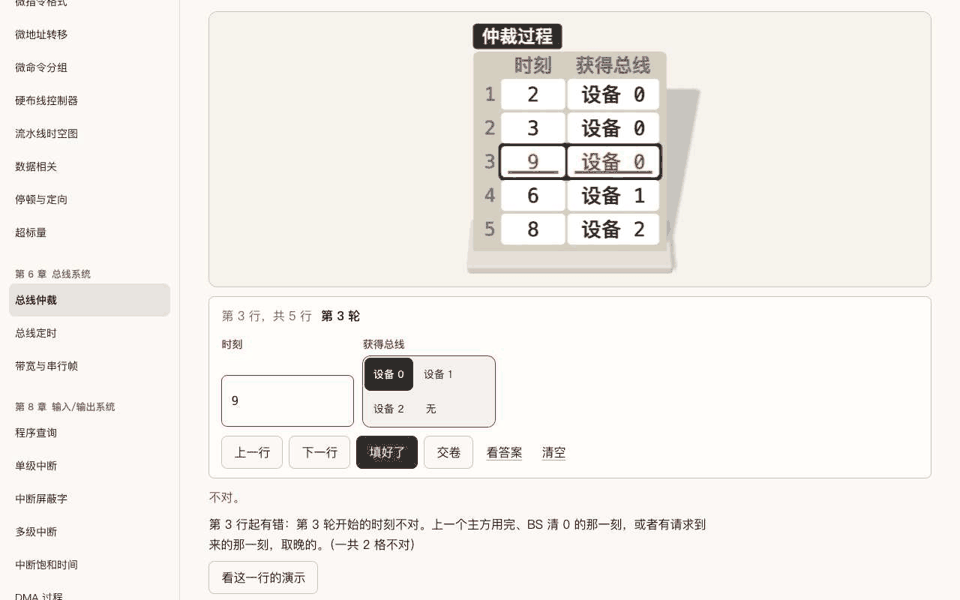 微指令格式
微地址转移
微命令分组
硬布线控制器
流水线时空图
数据相关
停顿与定向
超标量
第 6 章 总线系统
总线仲裁
总线定时
带宽与串行帧
第 8 章 输入/输出系统
程序查询
单级中断
中断屏蔽字
多级中断
中断饱和时间
DMA 过程
仲裁过程
时刻 获得总线
1 2 设备 0
2 3 设备 0
3 9 设备 0
4 6 设备 1
5 8 设备 2
第 3 行，共 5 行 第 3 轮
时刻 获得总线
9
设备 0 设备 1
设备 2 无
上一行 下一行 填好了 交卷 看答案 清空
不对。
第 3 行起有错：第 3 轮开始的时刻不对。上一个主方用完、BS 清 0 的那一刻，或者有请求到
来的那一刻，取晚的。（一共 2 格不对）
看这一行的演示